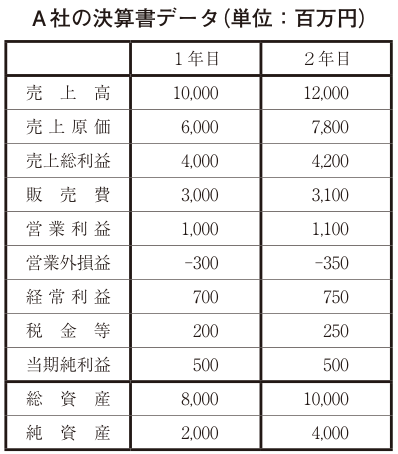 A社の決算書データ(単位：百万円)
1年目 2年目
売上高 10,000 12,000
売上原価 6,000 7,800
売上総利益 4,000 4,200
販売費 3,000 3,100
営業利益 1,000 1,100
営業外損益 -300 -350
経常利益 700 750
税金等 200 250
当期純利益 500 500
総資産 8,000 10,000
純資産 2,000 4,000